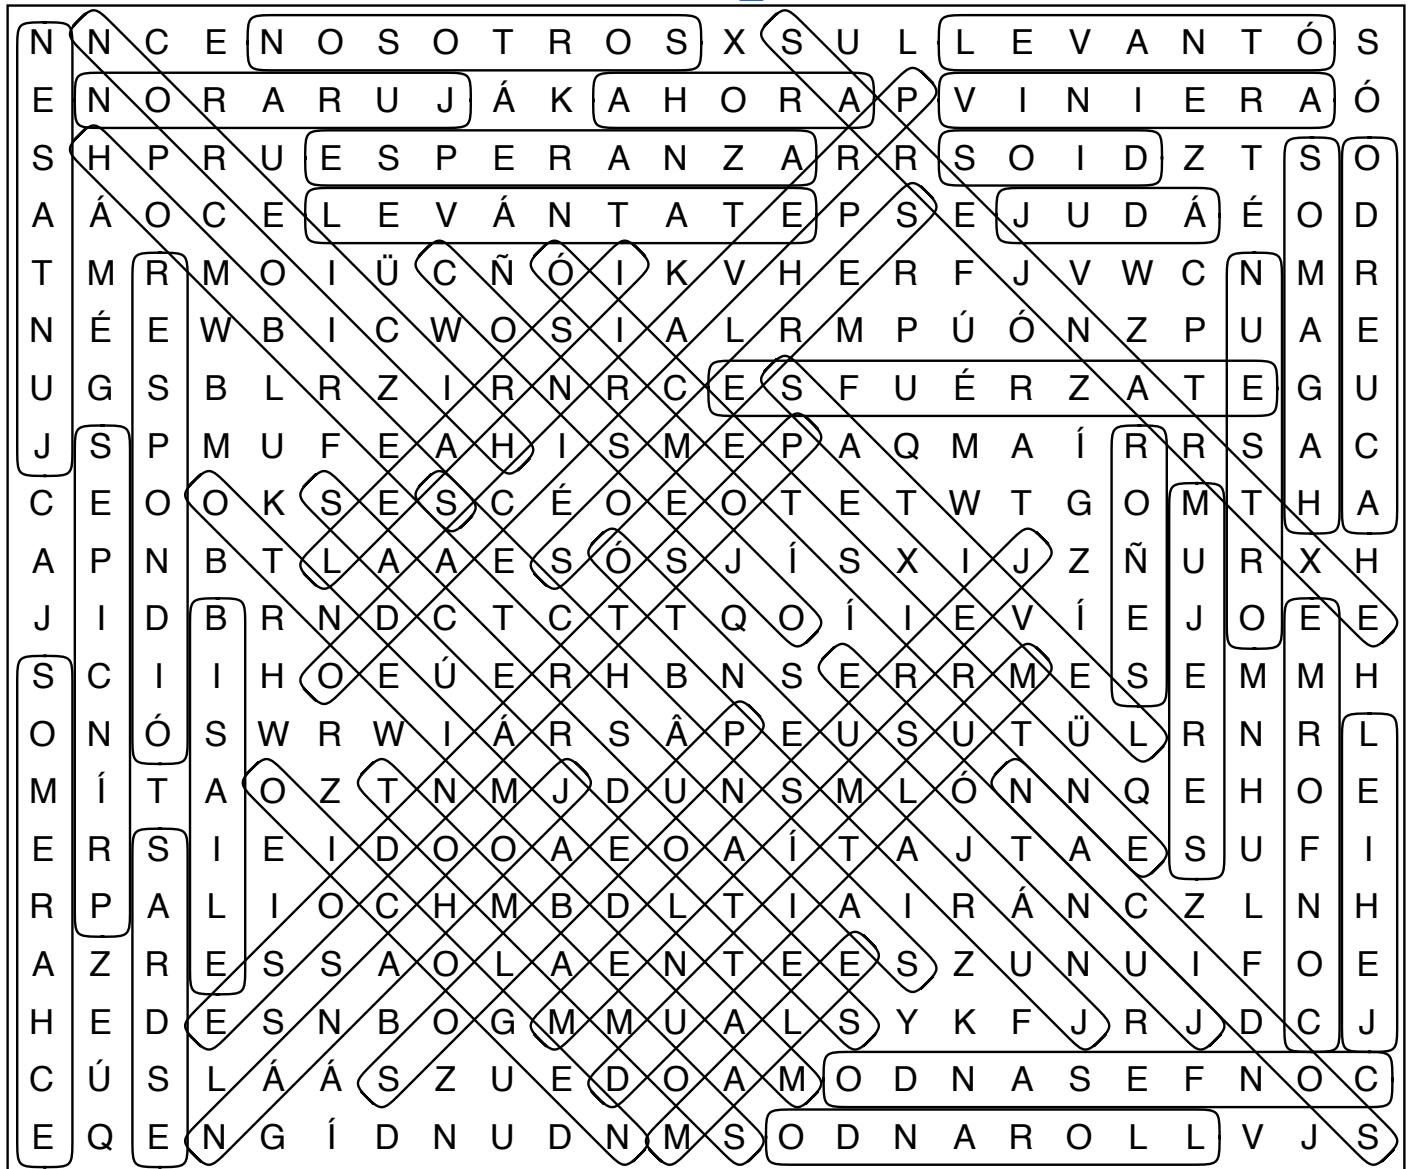 N N C E N O S O T R O S X S U L L E V A N T Ó S
E N O R A R U J Á K A H O R A P V I N I E R A Ó
S H P R U E S P E R A N Z A R R S O I D Z T S O
A Á O C E L E V Á N T A T E P S E J U D Á É O D
T M R M O I Ü C Ñ Ó I K V H E R F J V W C N M R
N É E W B I C W O S I A L R M P Ú Ó N Z P U A E
U G S B L R Z I R N R C E S F U É R Z A T E G U
J S P M U F E A H I S M E P A Q M A Í R R S A C
C E O O K S E S C É O E O T E T W T G O M T H A
A P N B T L A A E S Ó S J Í S X I J Z Ñ U R X H
J I D B R N D C T C T T Q O Í I E V Í E J O E E
S C I I H O E Ú E R H B N S E R R M E S E M M H
O N Ó S W R W I Á R S Â P E U S U T Ü L R N R L
M Í T A O Z T N M J D U N S M L Ó N N Q E H O E
E R S I E I D O O A E O A Í T A J T A E S U F I
R P A L I O C H M B D L T I A I R Á N C Z L N H
A Z R E S S A O L A E N T E E S Z U N U I F O E
H E D E S N B O G M M U A L S Y K F J R J D C J
C Ú S L Á Á S Z U E D O A M O D N A S E F N O C
E Q E N G Í D N U D N M S O D N A R O L L V J S